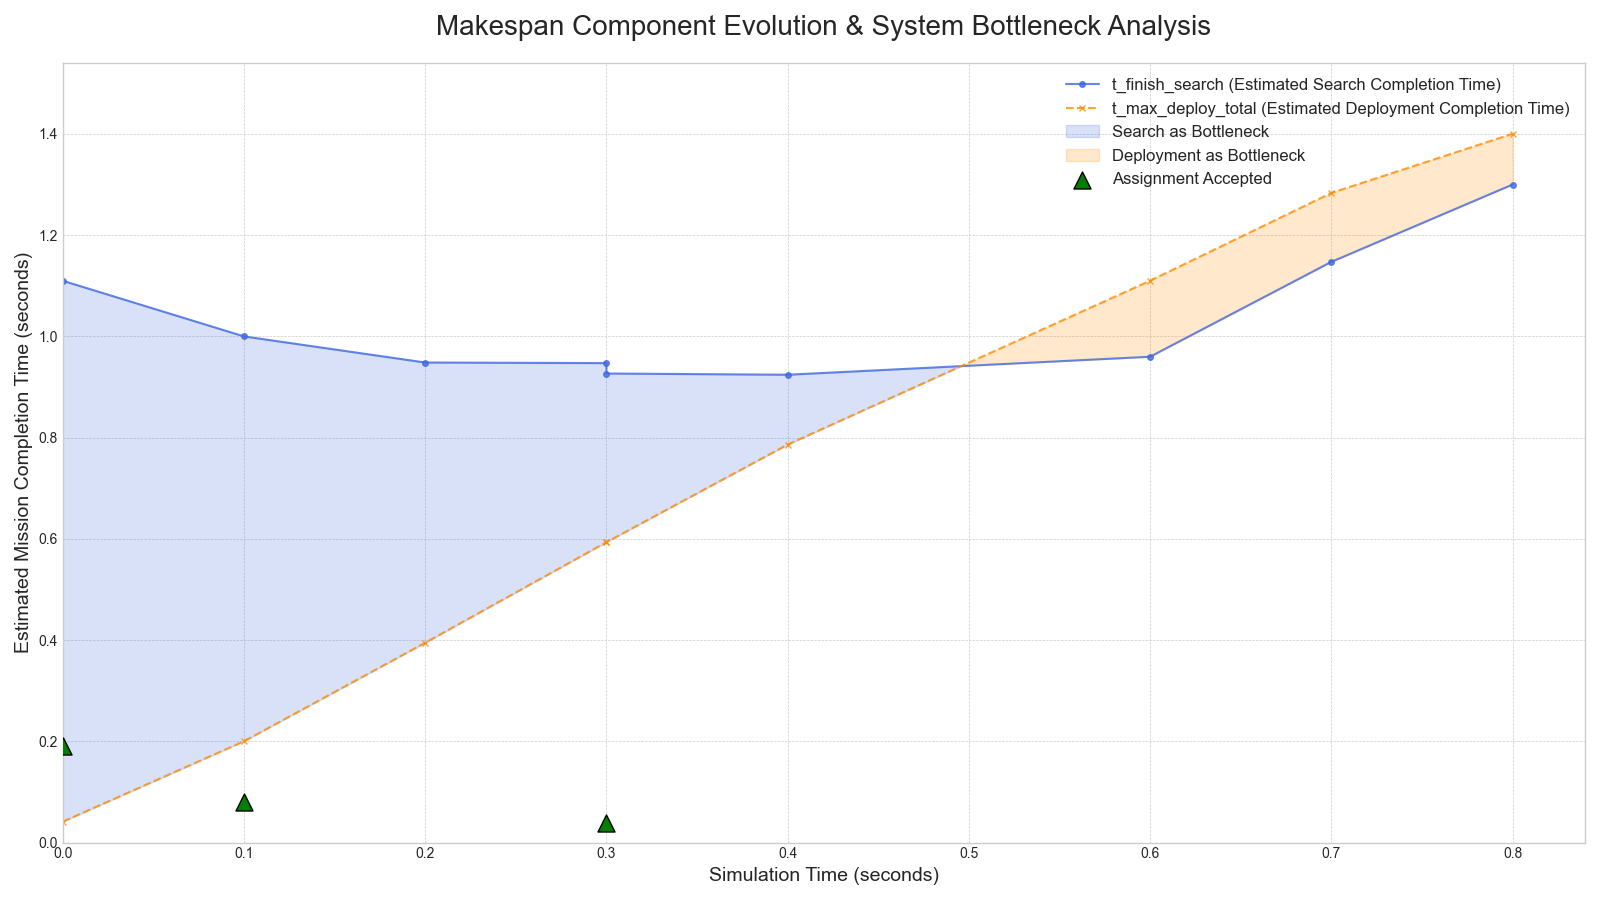 Makespan Component Evolution & System Bottleneck Analysis
t_finish_search (Estimated Search Completion Time)
t_max_deploy_total (Estimated Deployment Completion Time)
Search as Bottleneck
Deployment as Bottleneck
Assignment Accepted
Estimated Mission Completion Time (seconds)
1.4
1.2
1.0
0.8
0.6
0.4
0.2
0.0
0.0 0.1 0.2 0.3 0.4 0.5 0.6 0.7 0.8
Simulation Time (seconds)